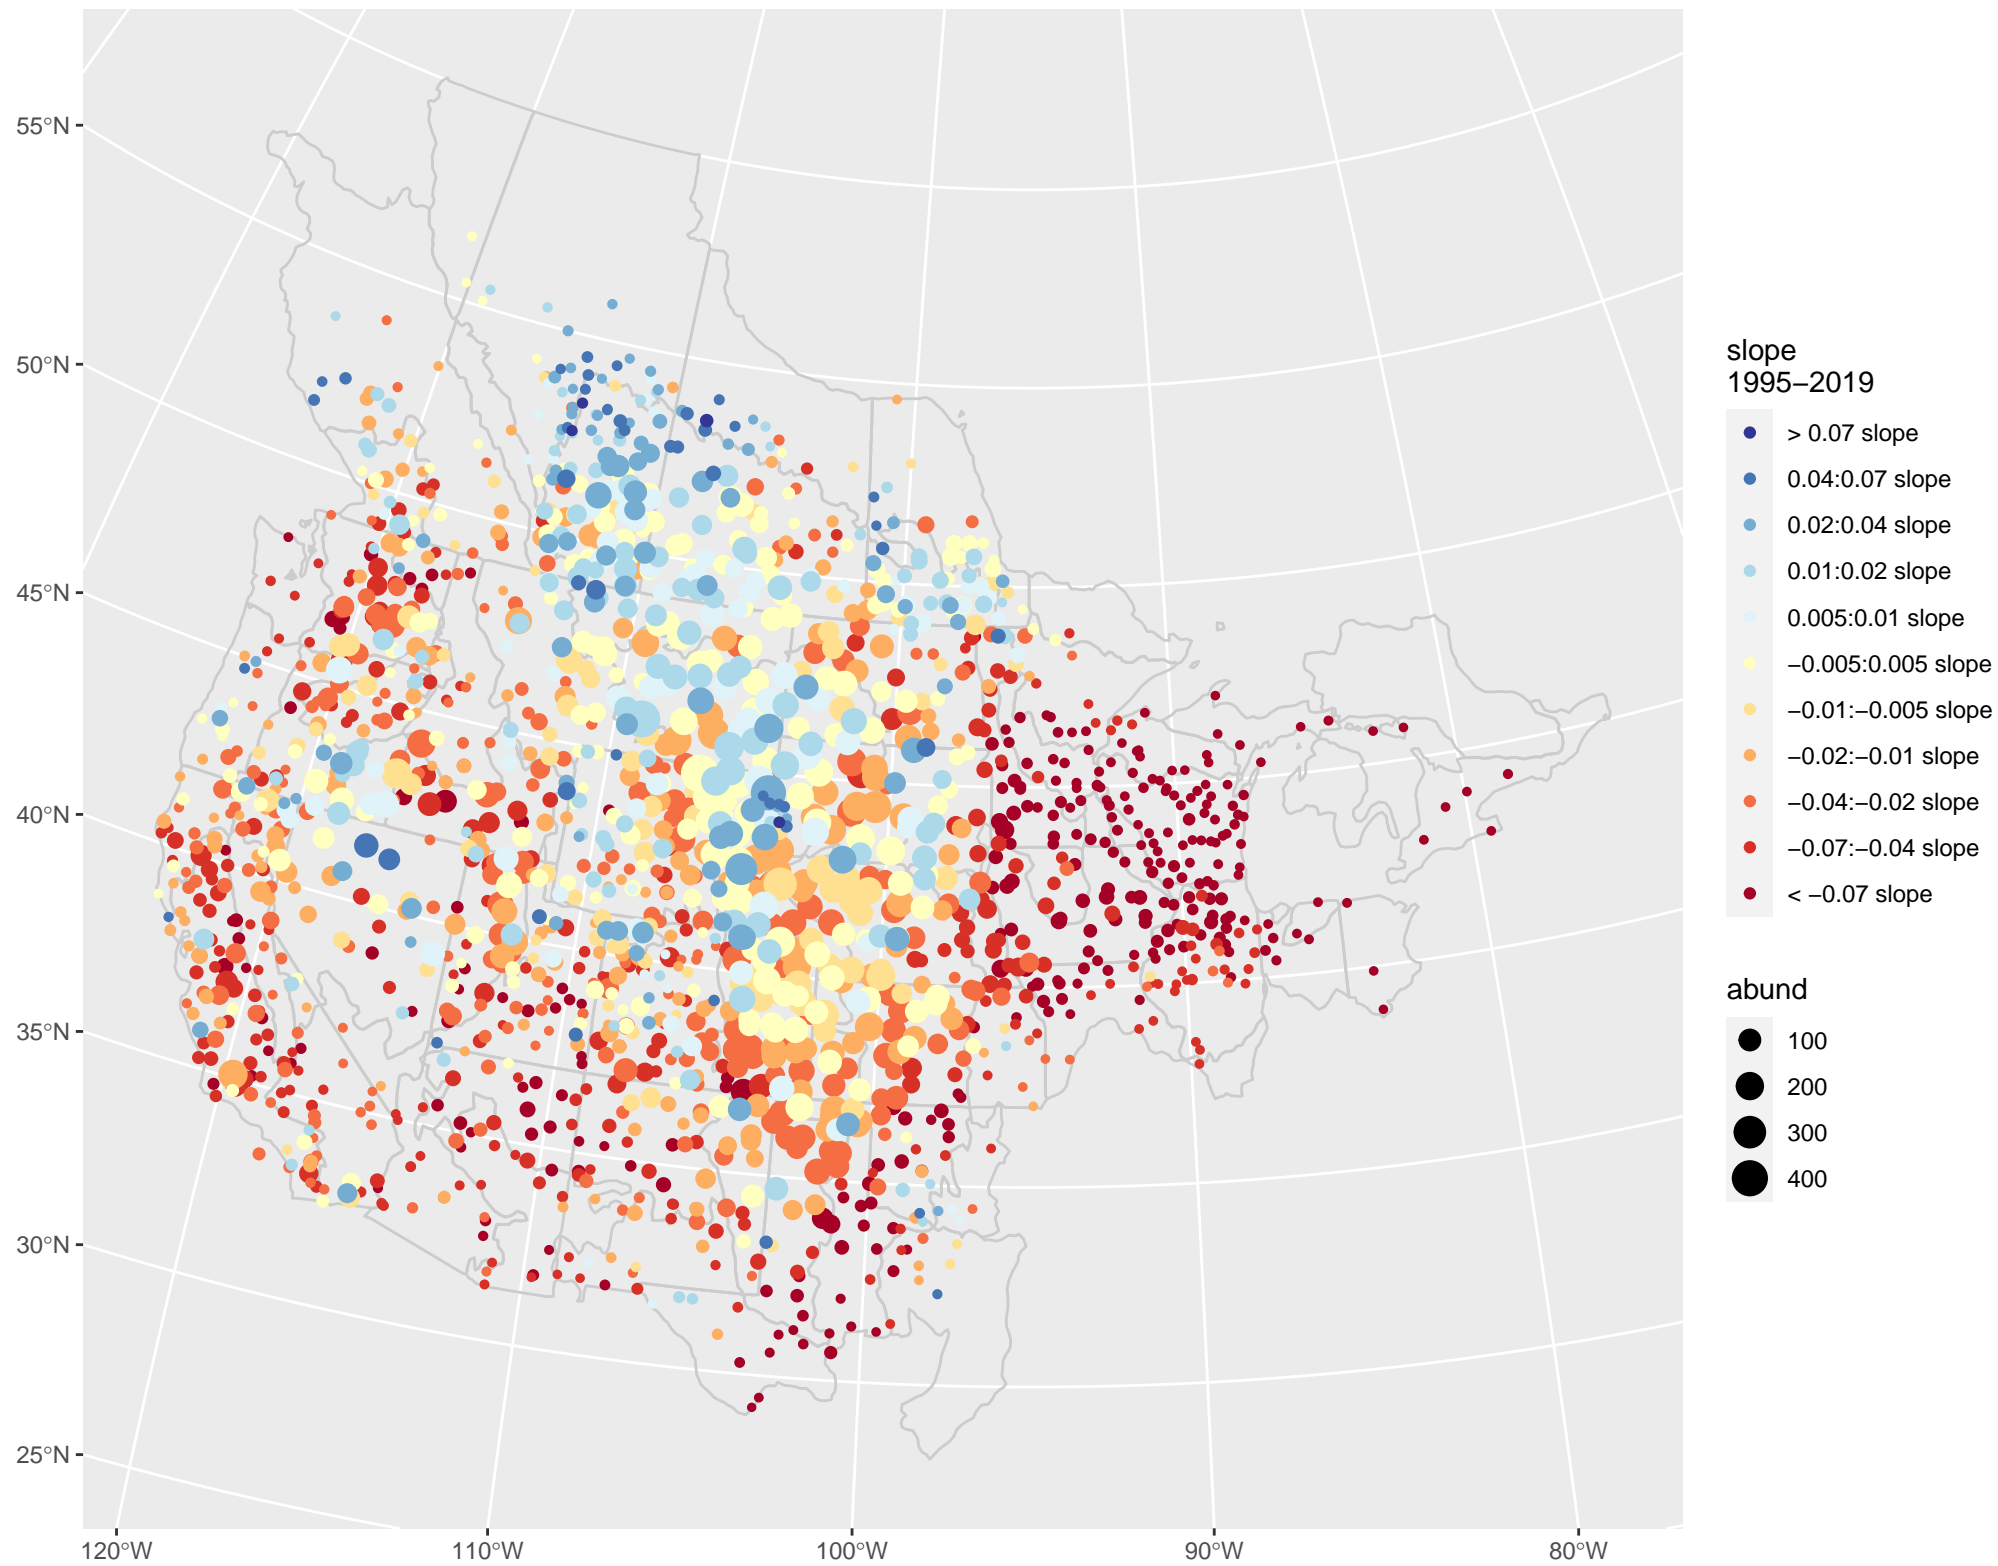 55°N
50°N
45°N
40°N
35°N
30°N
25°N
120°W
110°W
100°W
90°W
80°W
slope
1995−2019
> 0.07 slope
0.04:0.07 slope
0.02:0.04 slope
0.01:0.02 slope
0.005:0.01 slope
−0.005:0.005 slope
−0.01:−0.005 slope
−0.02:−0.01 slope
−0.04:−0.02 slope
−0.07:−0.04 slope
< −0.07 slope
abund
100
200
300
400